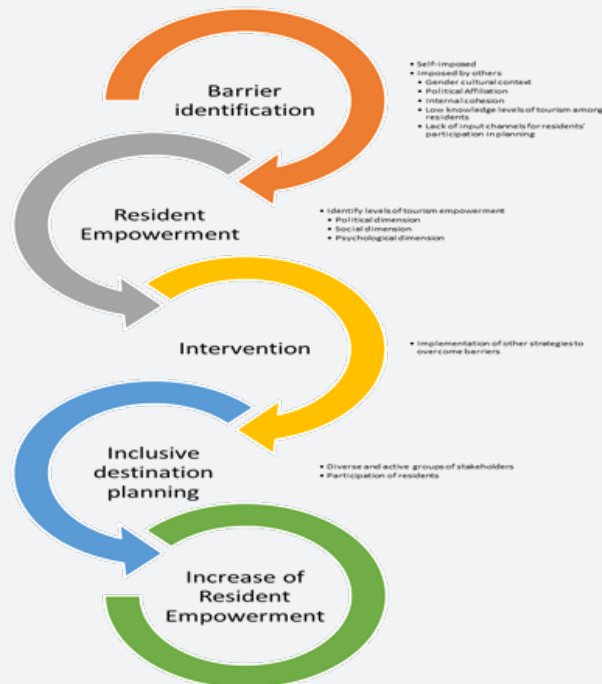 Barrier
identification
• Self-imposed
• Imposed by others
• Gender cultural context
• Political Affiliation
• Internal cohesion
• Low knowledge levels of tourism among
residents
• Lack of input channels for residents'
participation in planning
Resident
Empowerment
• Identify levels of tourism empowerment
• Political dimension
• Social dimension
• Psychological dimension
Intervention
• Implementation of other strategies to
overcome barriers
Inclusive
destination
planning
• Diverse and active groups of stakeholders
• Participation of residents
Increase of
Resident
Empowerment